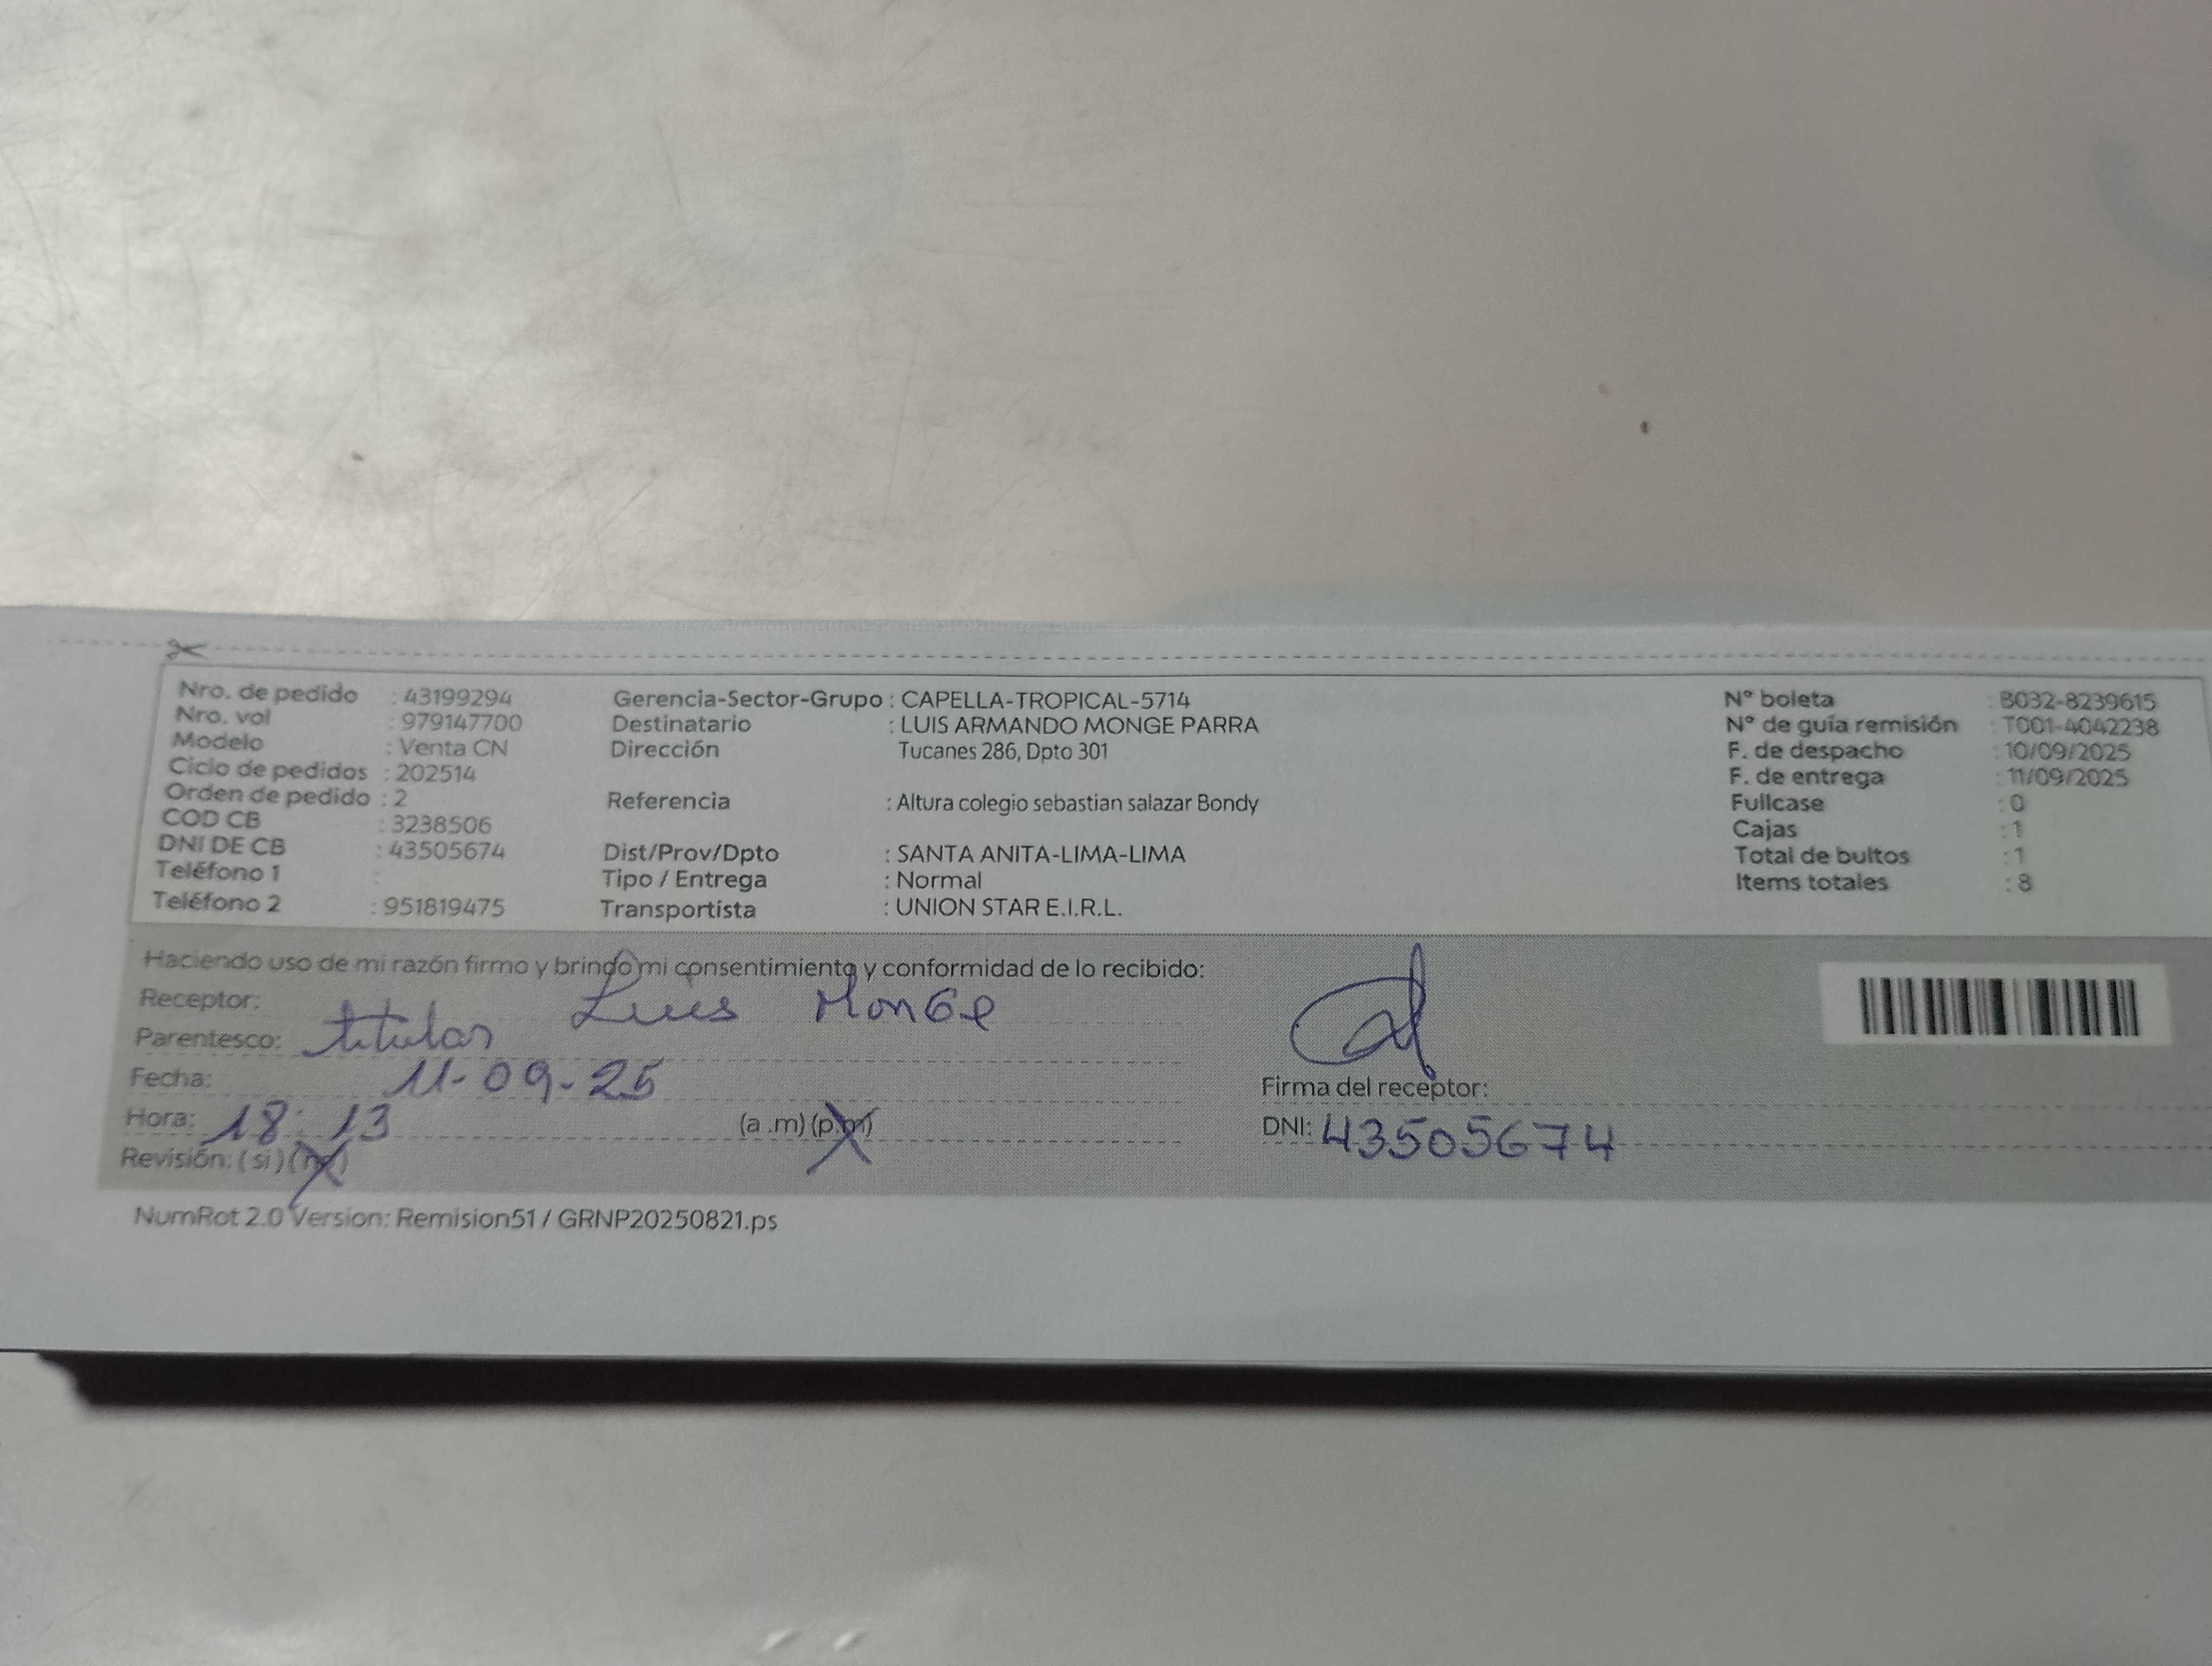 Nro. de pedido : 43199294 Gerencia-Sector-Grupo : CAPELLA-TROPICAL-5714 N° boleta : B032-8239615
Nro. vol : 979147700 Destinatario : LUIS ARMANDO MONGE PARRA N° de guía remisión : T001-4042238
Modelo : Venta CN Dirección Tucanes 286, Dpto 301 F. de despacho : 10/09/2025
Ciclo de pedidos : 202514 F. de entrega : 11/09/2025
Orden de pedido : 2 Referencia : Altura colegio sebastian salazar Bondy Fullcase : 0
COD CB : 3238506 Cajas : 1
DNI DE CB : 43505674 Dist/Prov/Dpto : SANTA ANITA-LIMA-LIMA Total de bultos : 1
Teléfono 1 : Tipo / Entrega : Normal Items totales : 8
Teléfono 2 : 951819475 Transportista : UNION STAR E.I.R.L.
Haciendo uso de mi razón firmo y brindo mi consentimiento y conformidad de lo recibido:
Receptor: Luis Monge
Parentesco: titular
Fecha: 11-09-25 Firma del receptor:
Hora: 18:13 (a .m) (p.m) DNI: 43505674
Revisión: (si) (no)
NumRot 2.0 Version: Remision51 / GRNP20250821.ps